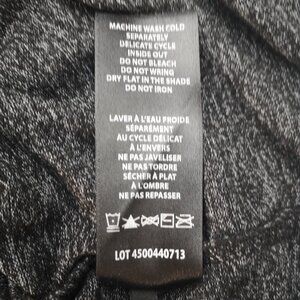 MACHINE WASH COLD
SEPARATELY
DELICATE CYCLE
INSIDE OUT
DO NOT BLEACH
DO NOT WRING
DRY FLAT IN THE SHADE
DO NOT IRON
LAVER À L'EAU FROIDE
SÉPARÉMENT
AU CYCLE DÉLICAT
À L'ENVERS
NE PAS JAVELISER
NE PAS TORDRE
SÉCHER À PLAT
À L'OMBRE
NE PAS REPASSER
LOT 4500440713